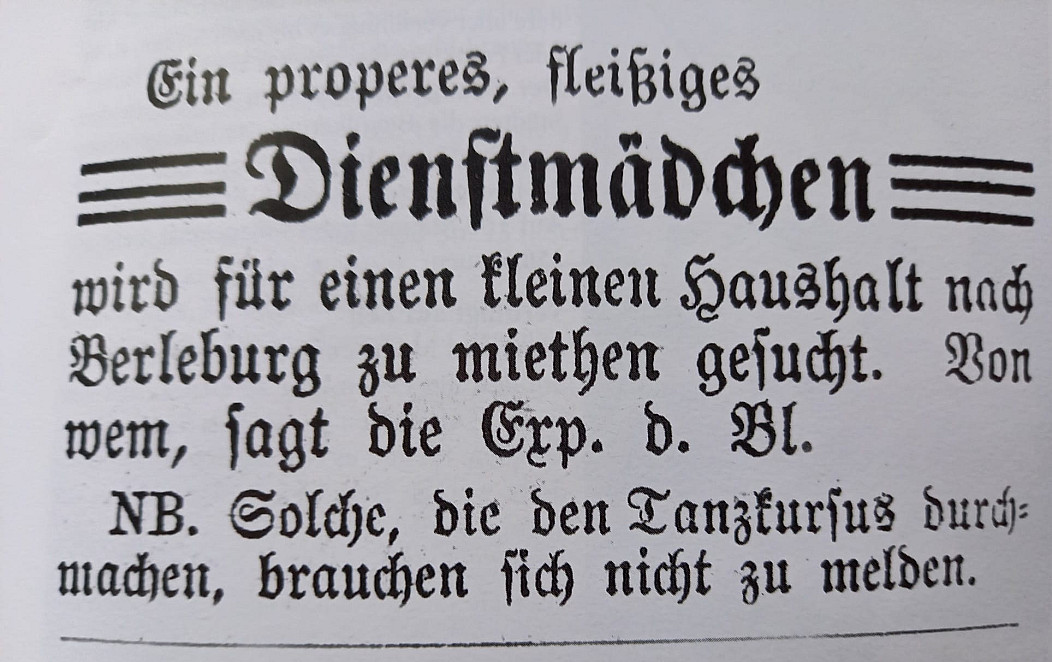 Ein properes, fleißiges
Dienstmädchen
wird für einen kleinen Haushalt nach
Berleburg zu miethen gesucht. Von
wem, sagt die Exp. d. Bl.
NB. Solche, die den Tanzkursus durch-
machen, brauchen sich nicht zu melden.